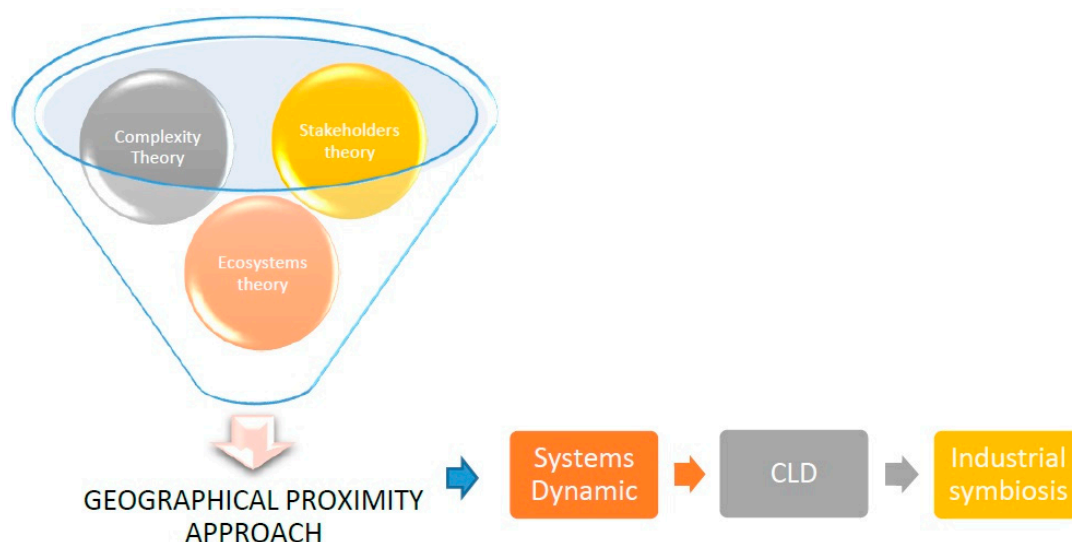 Complexity
Theory
Stakeholders
theory
Ecosystems
theory
GEOGRAPHICAL PROXIMITY
APPROACH
Systems
Dynamic
CLD
Industrial
symbiosis